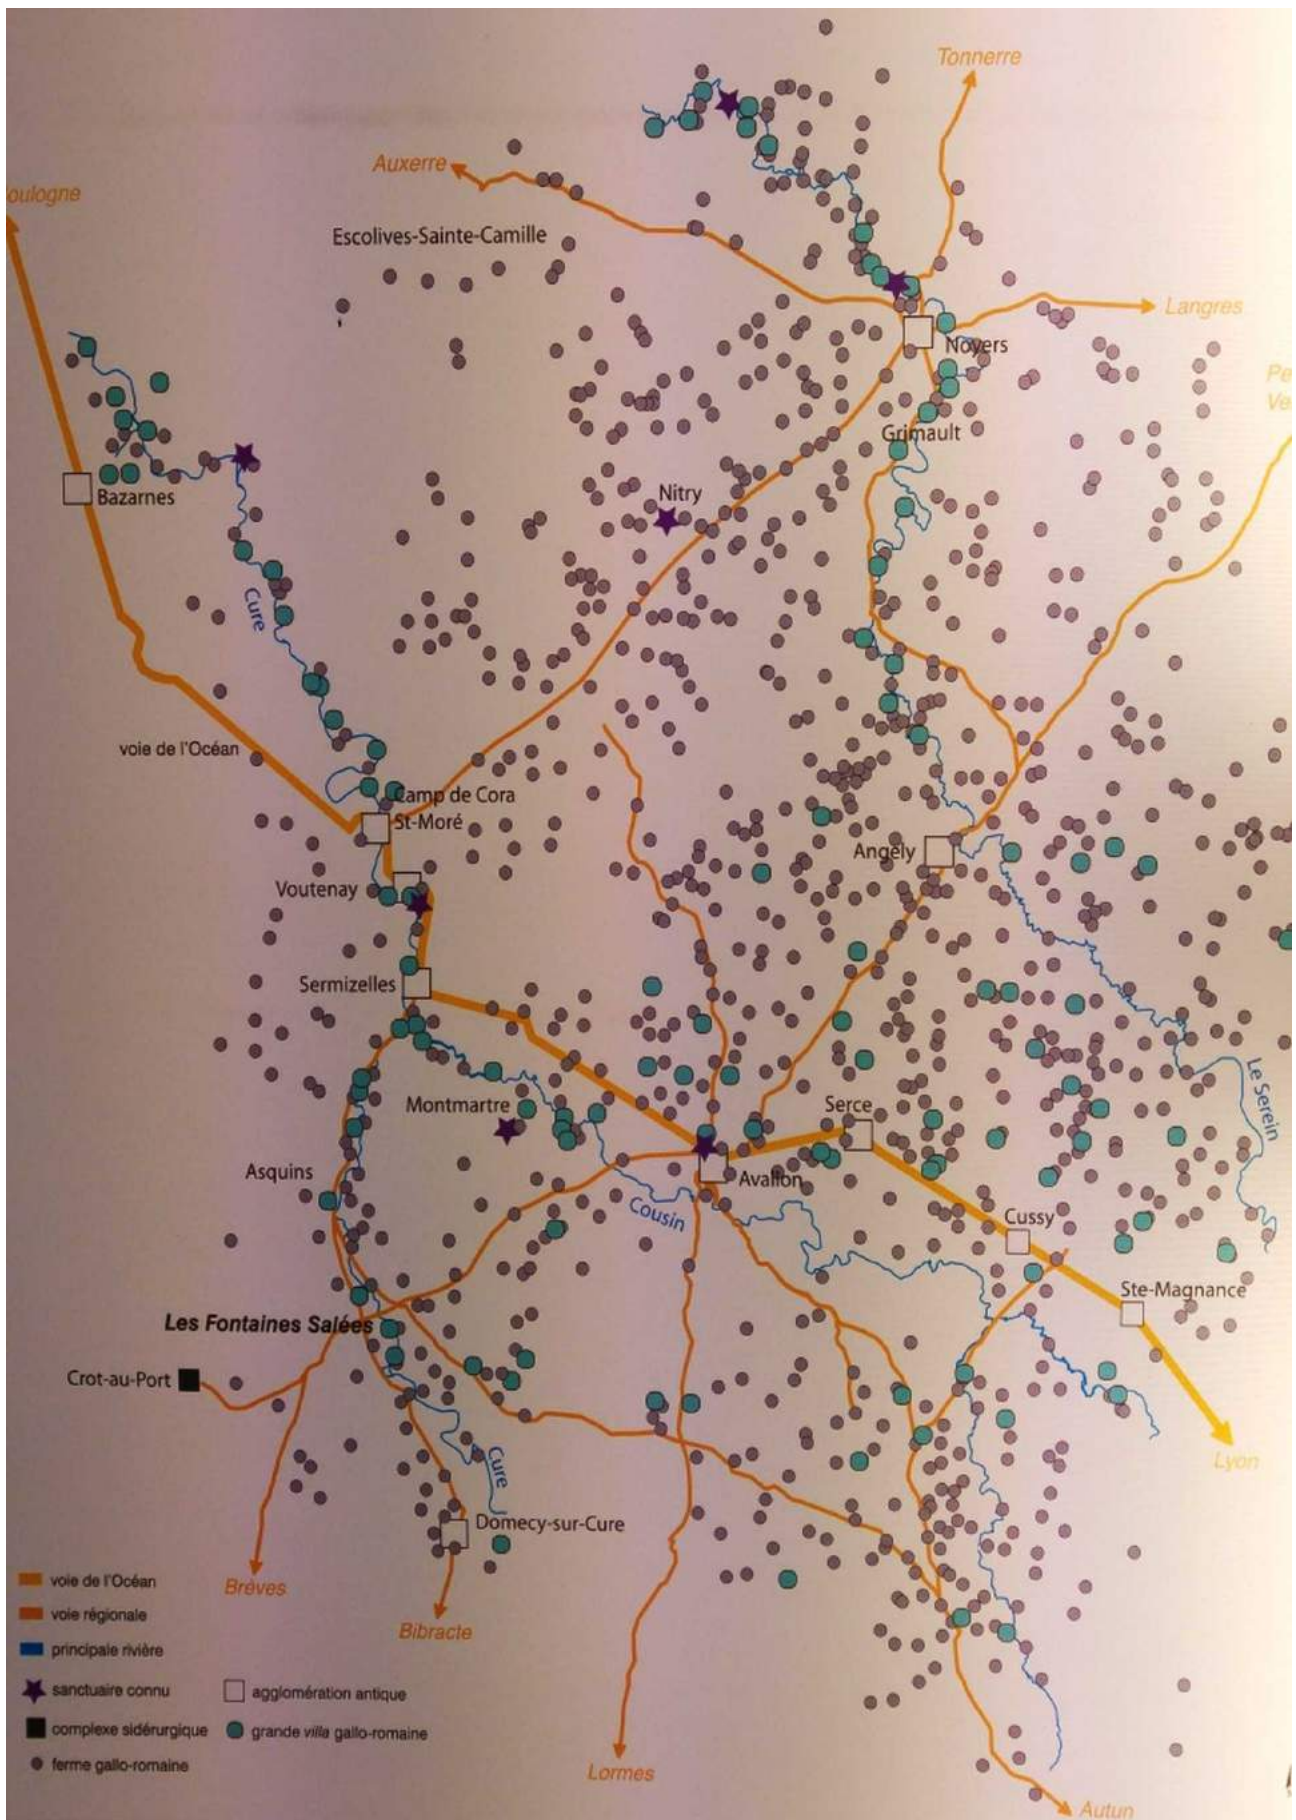 Tonnerre
Auxerre
oulogne
Escolives-Sainte-Camille
Langres
Noyers
Pe
Ve
Grimault
Bazarnes
Nitry
Cure
voie de l'Océan
Camp de Cora
St-Moré
Angely
Voutenay
Sermizelles
Le Serein
Montmartre
Serce
Asquins
Avallon
Cousin
Cussy
Ste-Magnance
Les Fontaines Salées
Crot-au-Port
Lyon
Cure
Domecy-sur-Cure
Brèves
Bibracte
Lormes
Autun
voie de l'Océan
voie régionale
principale rivière
sanctuaire connu
agglomération antique
complexe sidérurgique
grande villa gallo-romaine
ferme gallo-romaine